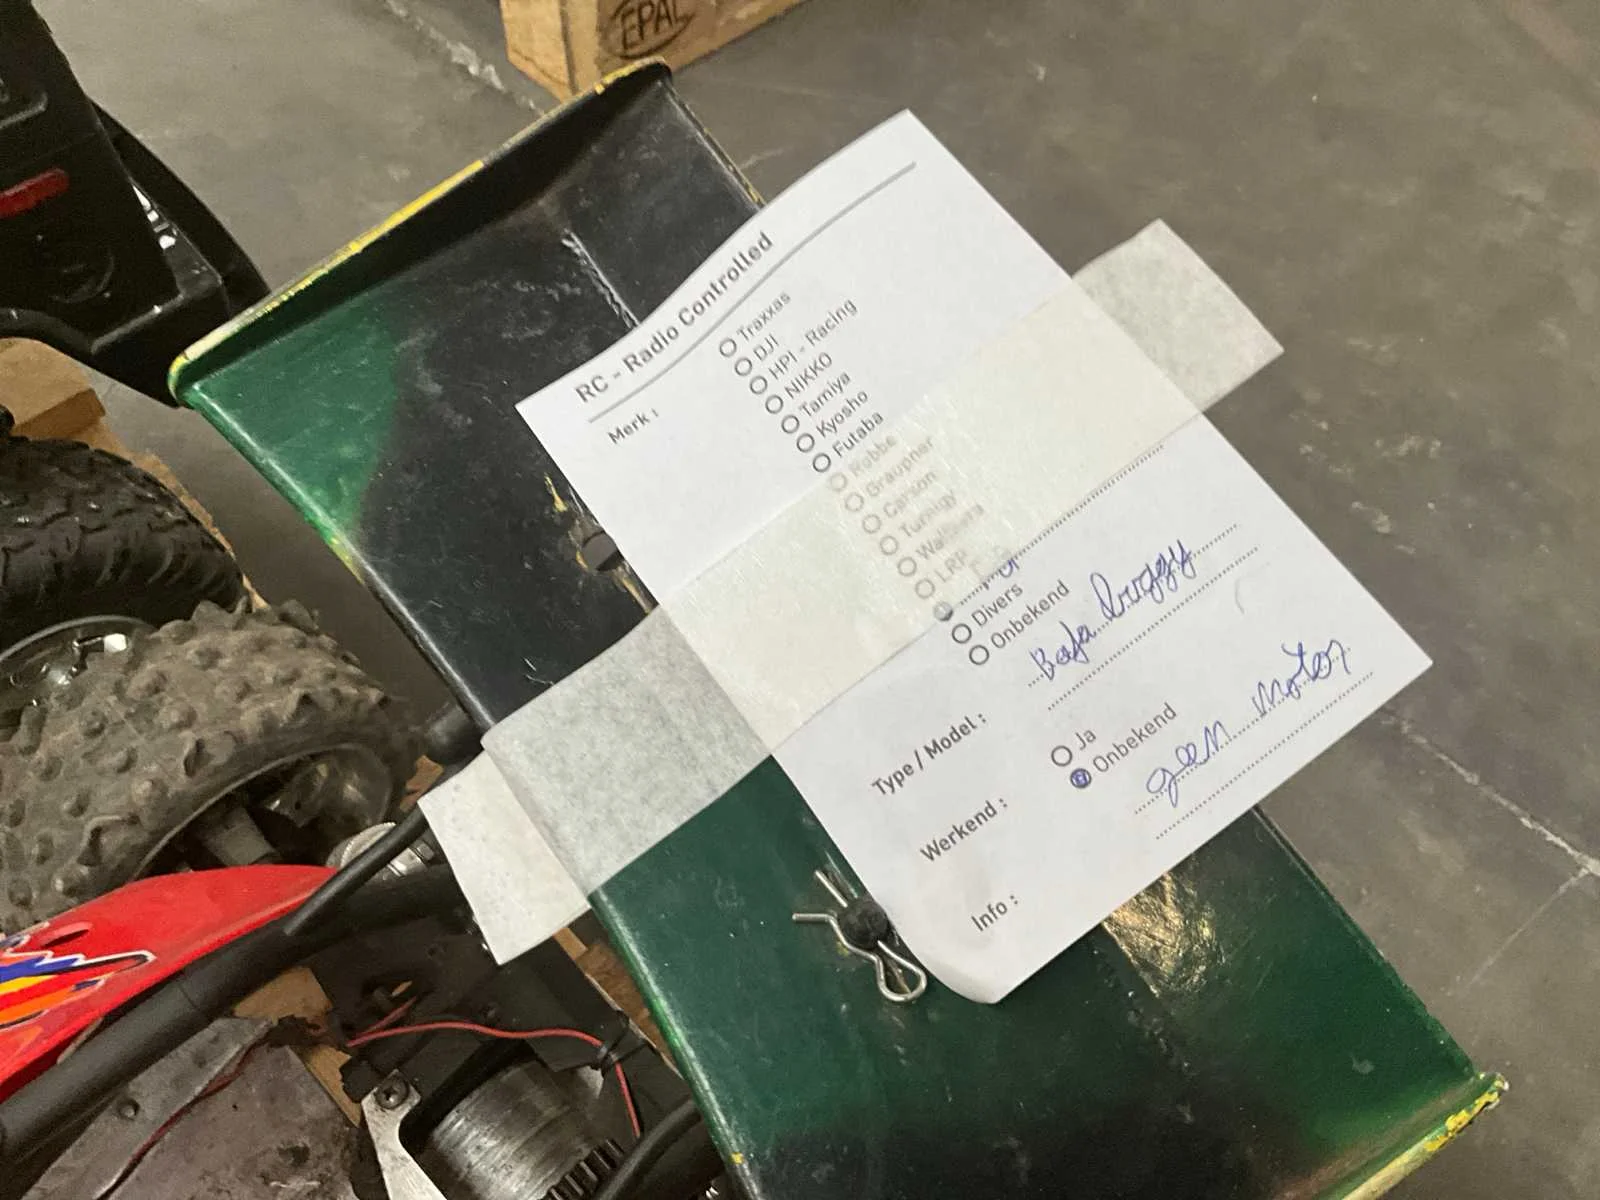 EPAL
RC - Radio Controlled
Merk :
Traxxas
DJI
HPI - Racing
NIKKO
Tamiya
Kyosho
Futaba
Robbe
Graupner
Carson
Turnigy
Walkera
LRP
Divers
Onbekend
Type / Model : Baja buggy
Werkend : Ja
Onbekend
Info : geen motor